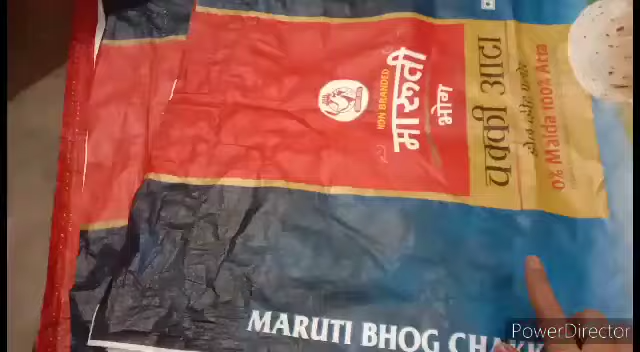 NON BRANDED
मारुती
भोग
चक्की आटा
0% Maida 100% Atta
MARUTI BHOG CHAKK
PowerDirector